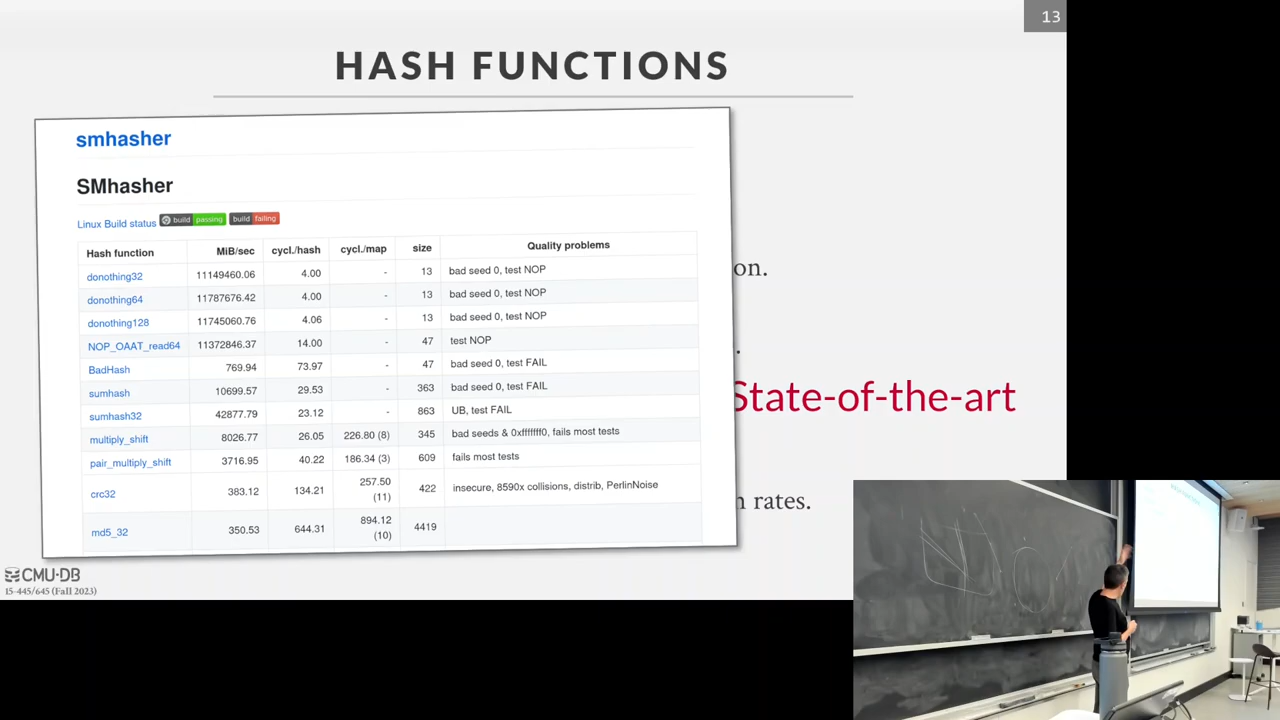 13
HASH FUNCTIONS
smhasher
SMhasher
Linux Build status build passing build failing
Hash function MiB/sec cycl./hash cycl./map size Quality problems
donothing32 11149460.06 4.00 - 13 bad seed 0, test NOP
donothing64 11787676.42 4.00 - 13 bad seed 0, test NOP
donothing128 11745060.76 4.06 - 13 bad seed 0, test NOP
NOP_OAAT_read64 11372846.37 14.00 - 47 test NOP
BadHash 769.94 73.97 - 47 bad seed 0, test FAIL
sumhash 10699.57 29.53 - 363 bad seed 0, test FAIL
sumhash32 42877.79 23.12 - 863 UB, test FAIL
multiply_shift 8026.77 26.05 226.80 (8) 345 bad seeds & 0xfffffff0, fails most tests
pair_multiply_shift 3716.95 40.22 186.34 (3) 609 fails most tests
crc32 383.12 134.21 257.50 (11) 422 insecure, 8590x collisions, distrib, PerlinNoise
md5_32 350.53 644.31 894.12 (10) 4419
on.
.
State-of-the-art
rates.
CMU·DB
15-445/645 (Fall 2023)